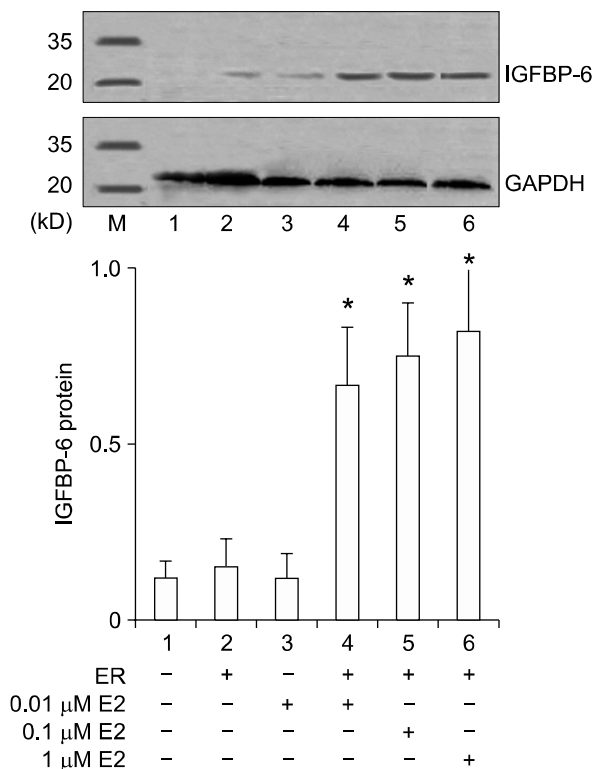 35
20
IGFBP-6
35
20
GAPDH
(kD) M 1 2 3 4 5 6
1.0
0.5
0
IGFBP-6 protein
* * *
1 2 3 4 5 6
ER – + – + + +
0.01 μM E2 – – + + – –
0.1 μM E2 – – – – + –
1 μM E2 – – – – – +